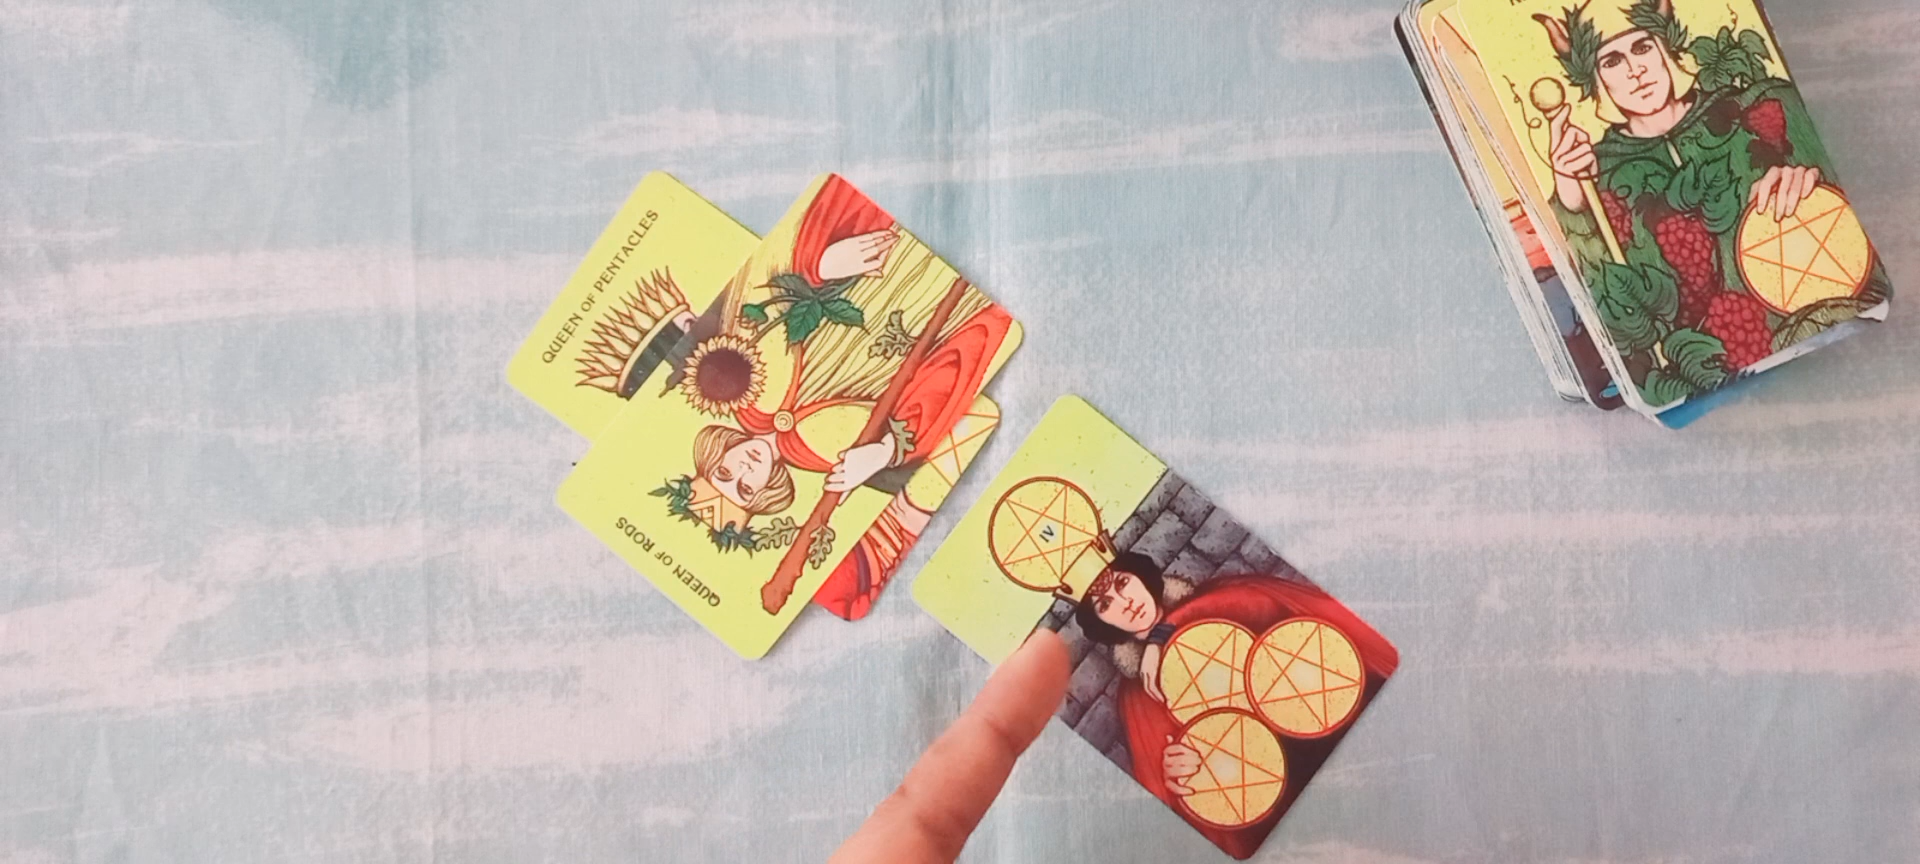 QUEEN OF PENTACLES
QUEEN OF RODS
IV